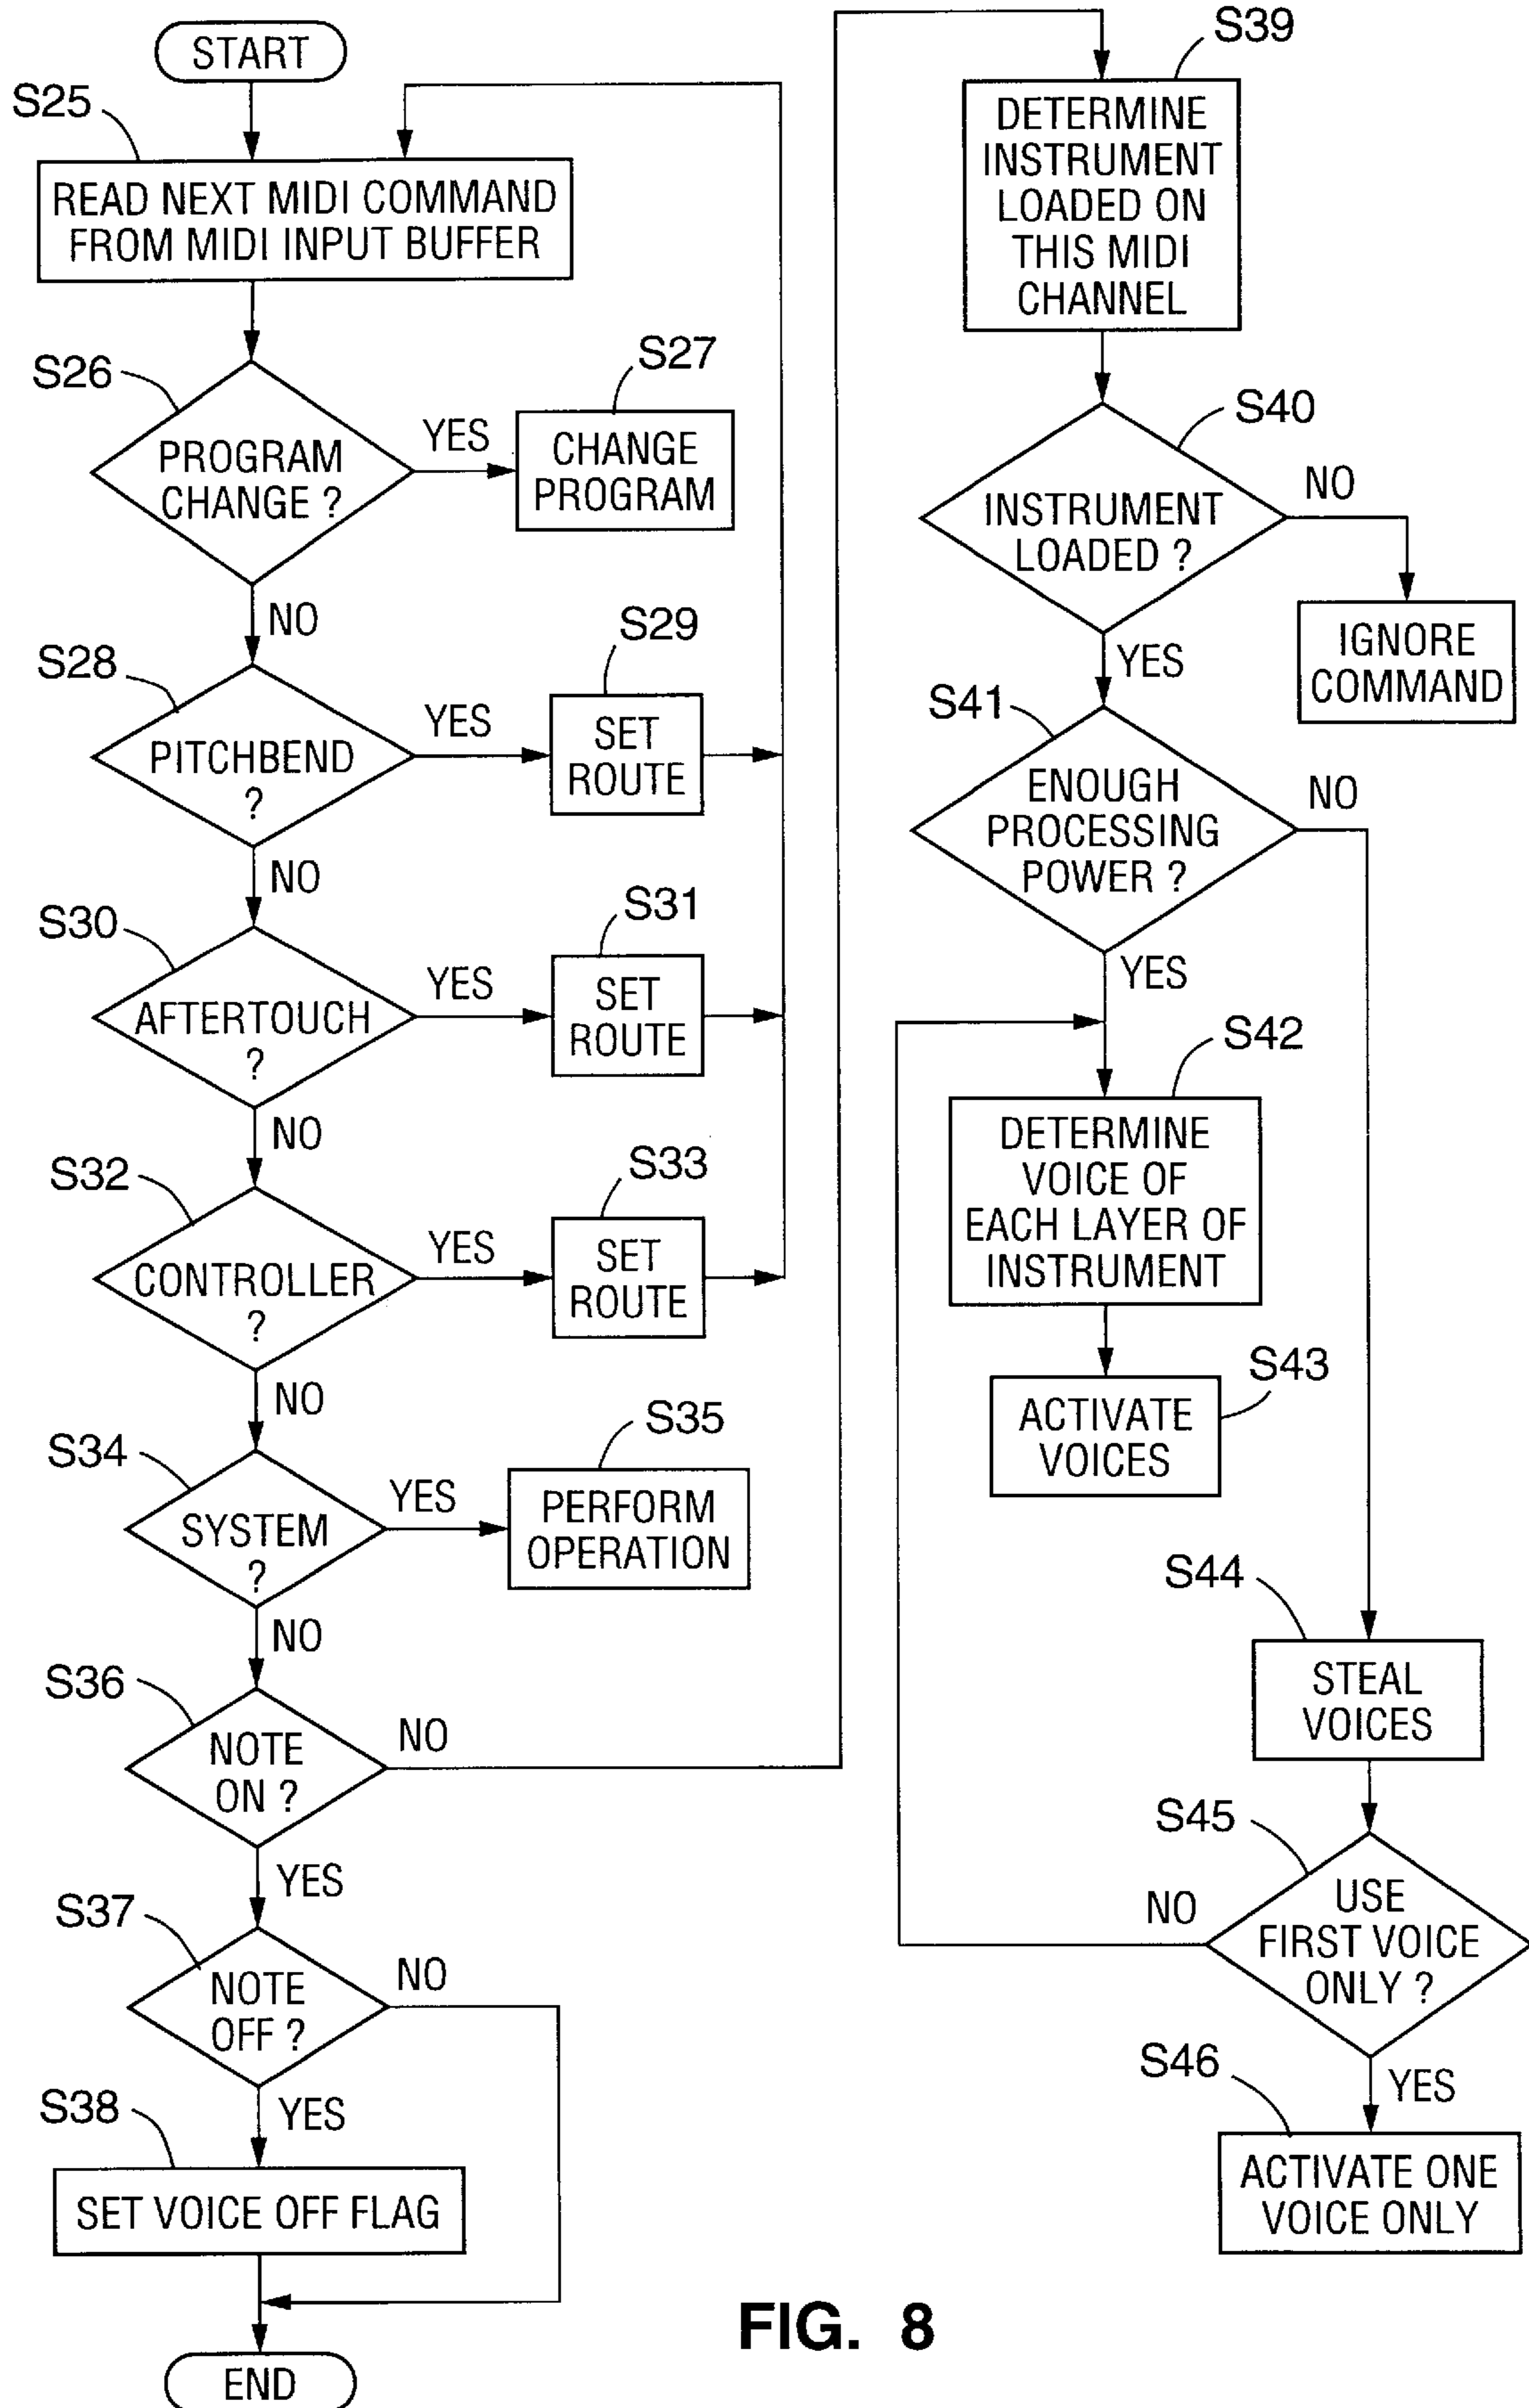 START
S25
READ NEXT MIDI COMMAND
FROM MIDI INPUT BUFFER
S26
PROGRAM
CHANGE ?
YES
S27
CHANGE
PROGRAM
NO
S28
PITCHBEND
?
YES
S29
SET
ROUTE
NO
S30
AFTERTOUCH
?
YES
S31
SET
ROUTE
NO
S32
CONTROLLER
?
YES
S33
SET
ROUTE
NO
S34
SYSTEM
?
YES
S35
PERFORM
OPERATION
NO
S36
NOTE
ON ?
NO
YES
S37
NOTE
OFF ?
NO
YES
S38
SET VOICE OFF FLAG
END
S39
DETERMINE
INSTRUMENT
LOADED ON
THIS MIDI
CHANNEL
S40
INSTRUMENT
LOADED ?
NO
IGNORE
COMMAND
YES
S41
ENOUGH
PROCESSING
POWER ?
NO
YES
S42
DETERMINE
VOICE OF
EACH LAYER OF
INSTRUMENT
S43
ACTIVATE
VOICES
S44
STEAL
VOICES
S45
USE
FIRST VOICE
ONLY ?
NO
YES
S46
ACTIVATE ONE
VOICE ONLY
FIG. 8